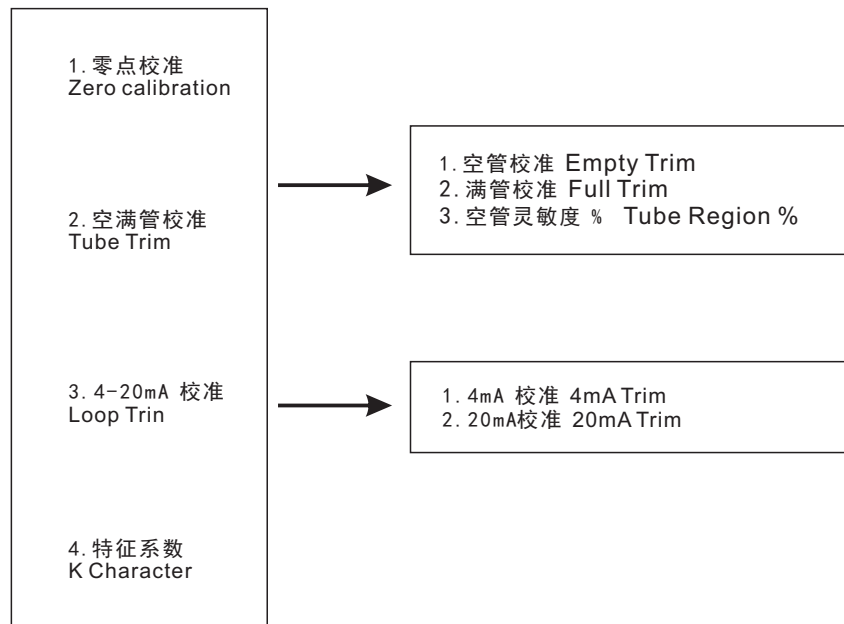 1.零点校准
Zero calibration
2.空满管校准
Tube Trim
3.4-20mA 校准
Loop Trin
4.特征系数
K Character
1.空管校准 Empty Trim
2.满管校准 Full Trim
3.空管灵敏度 % Tube Region %
1.4mA 校准 4mA Trim
2.20mA校准 20mA Trim